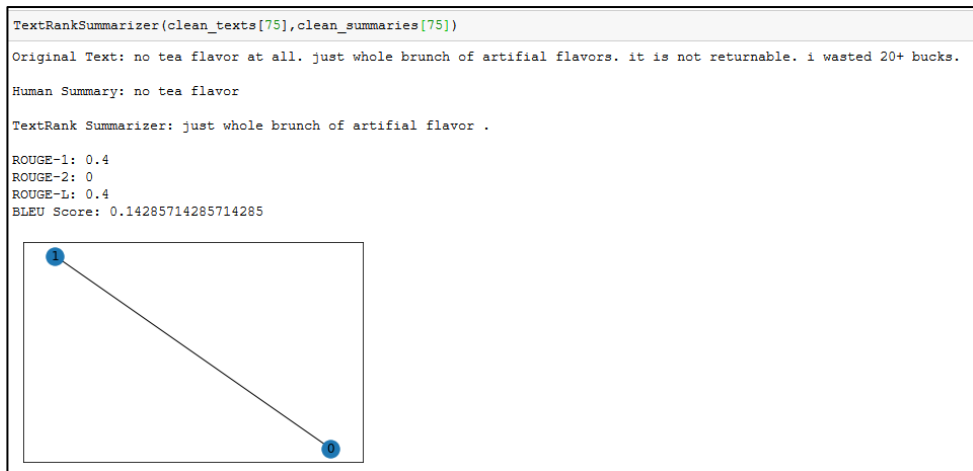 TextRankSummarizer(clean_texts[75],clean_summaries[75])
Original Text: no tea flavor at all. just whole brunch of artifial flavors. it is not returnable. i wasted 20+ bucks.
Human Summary: no tea flavor
TextRank Summarizer: just whole brunch of artifial flavor .
ROUGE-1: 0.4
ROUGE-2: 0
ROUGE-L: 0.4
BLEU Score: 0.14285714285714285
1
0